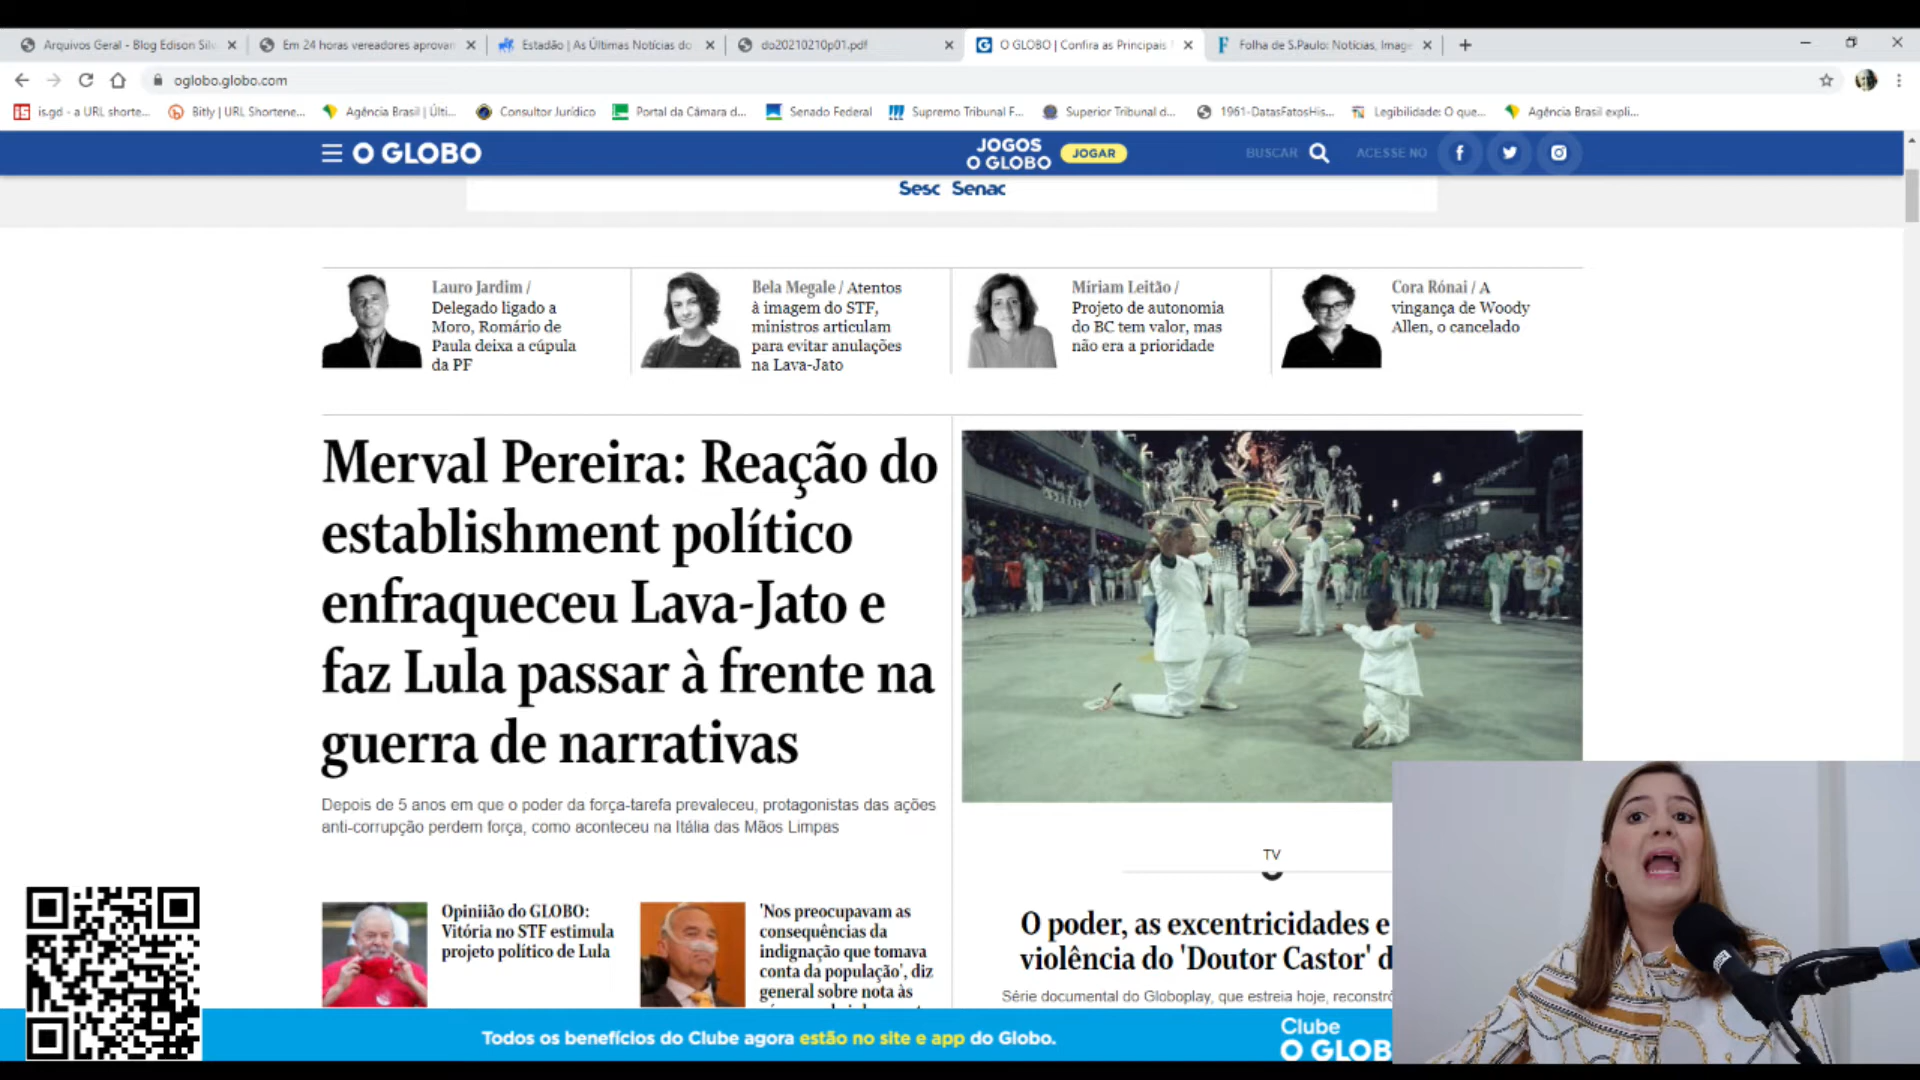 Arquivos Geral - Blog Edison Silv
Em 24 horas vereadores aprovam
Estadão | As Últimas Notícias do
do20210210p01.pdf
O GLOBO | Confira as Principais
Folha de S.Paulo: Notícias, Image
oglobo.globo.com
is.gd - a URL shorte...
Bitly | URL Shortene...
Agência Brasil | Últi...
Consultor Jurídico
Portal da Câmara d...
Senado Federal
Supremo Tribunal F...
Superior Tribunal d...
1961-DatasFatosHis...
Legibilidade: O que...
Agência Brasil expli...
O GLOBO
JOGOS
O GLOBO
JOGAR
BUSCAR
ACESSE NO
Sesc Senac
Lauro Jardim /
Delegado ligado a
Moro, Romário de
Paula deixa a cúpula
da PF
Bela Megale / Atentos
à imagem do STF,
ministros articulam
para evitar anulações
na Lava-Jato
Míriam Leitão /
Projeto de autonomia
do BC tem valor, mas
não era a prioridade
Cora Rónai / A
vingança de Woody
Allen, o cancelado
Merval Pereira: Reação do
establishment político
enfraqueceu Lava-Jato e
faz Lula passar à frente na
guerra de narrativas
Depois de 5 anos em que o poder da força-tarefa prevaleceu, protagonistas das ações
anti-corrupção perdem força, como aconteceu na Itália das Mãos Limpas
Opiniião do GLOBO:
Vitória no STF estimula
projeto político de Lula
'Nos preocupavam as
consequências da
indignação que tomava
conta da população', diz
general sobre nota às
TV
O poder, as excentricidades e
violência do 'Doutor Castor' d
Série documental do Globoplay, que estreia hoje, reconstró
Todos os benefícios do Clube agora estão no site e app do Globo.
Clube
O GLOB